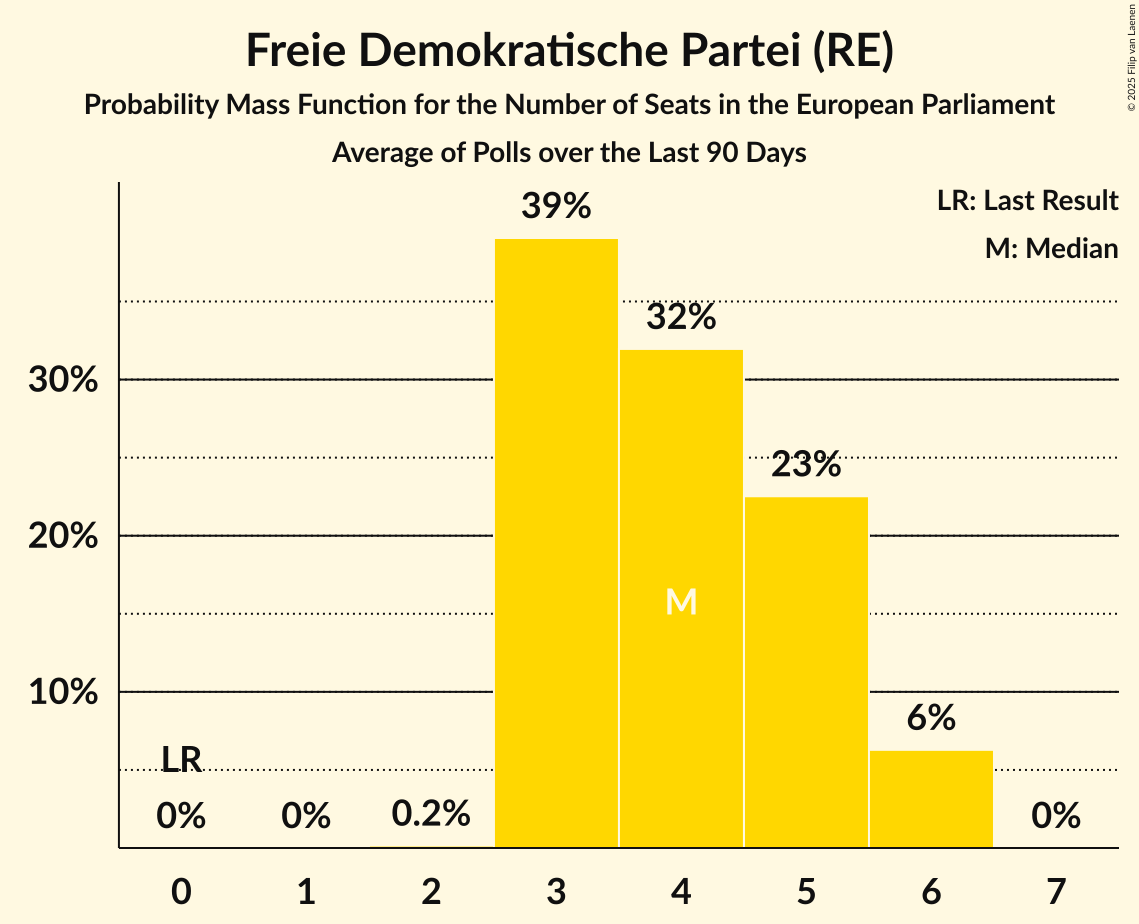 Freie Demokratische Partei (RE)
Probability Mass Function for the Number of Seats in the European Parliament
Average of Polls over the Last 90 Days
© 2025 Filip van Laenen
LR: Last Result
M: Median
39%
32%
30%
23%
20%
M
10%
6%
LR
0%
0%
0.2%
0%
0 1 2 3 4 5 6 7